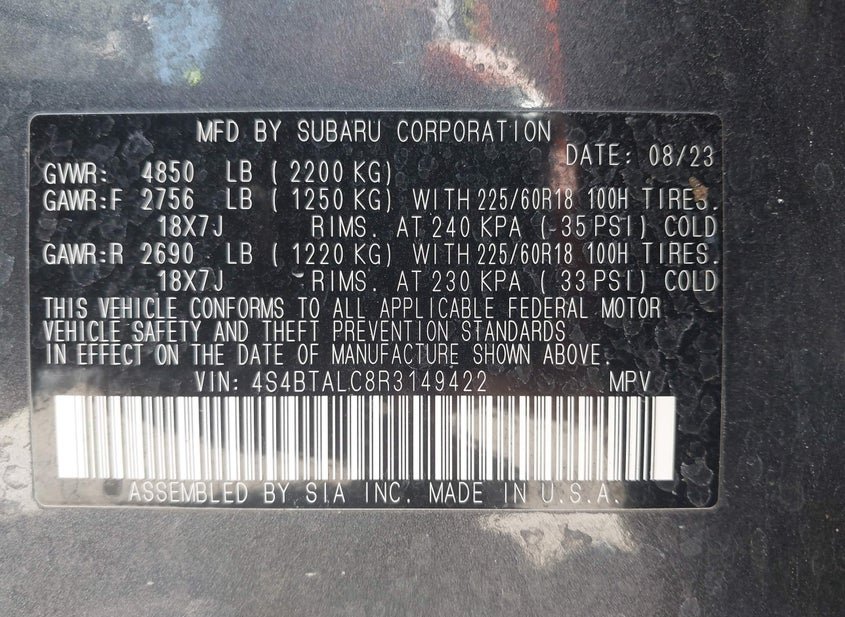 MFD BY SUBARU CORPORATION
DATE: 08/23
GVWR: 4850 LB ( 2200 KG)
GAWR:F 2756 LB ( 1250 KG) WITH 225/60R18 100H TIRES.
18X7J RIMS. AT 240 KPA ( 35 PSI) COLD
GAWR:R 2690 LB ( 1220 KG) WITH 225/60R18 100H TIRES.
18X7J RIMS. AT 230 KPA ( 33 PSI) COLD
THIS VEHICLE CONFORMS TO ALL APPLICABLE FEDERAL MOTOR
VEHICLE SAFETY AND THEFT PREVENTION STANDARDS
IN EFFECT ON THE DATE OF MANUFACTURE SHOWN ABOVE.
VIN: 4S4BTALC8R3149422 MPV
ASSEMBLED BY SIA INC. MADE IN U.S.A.